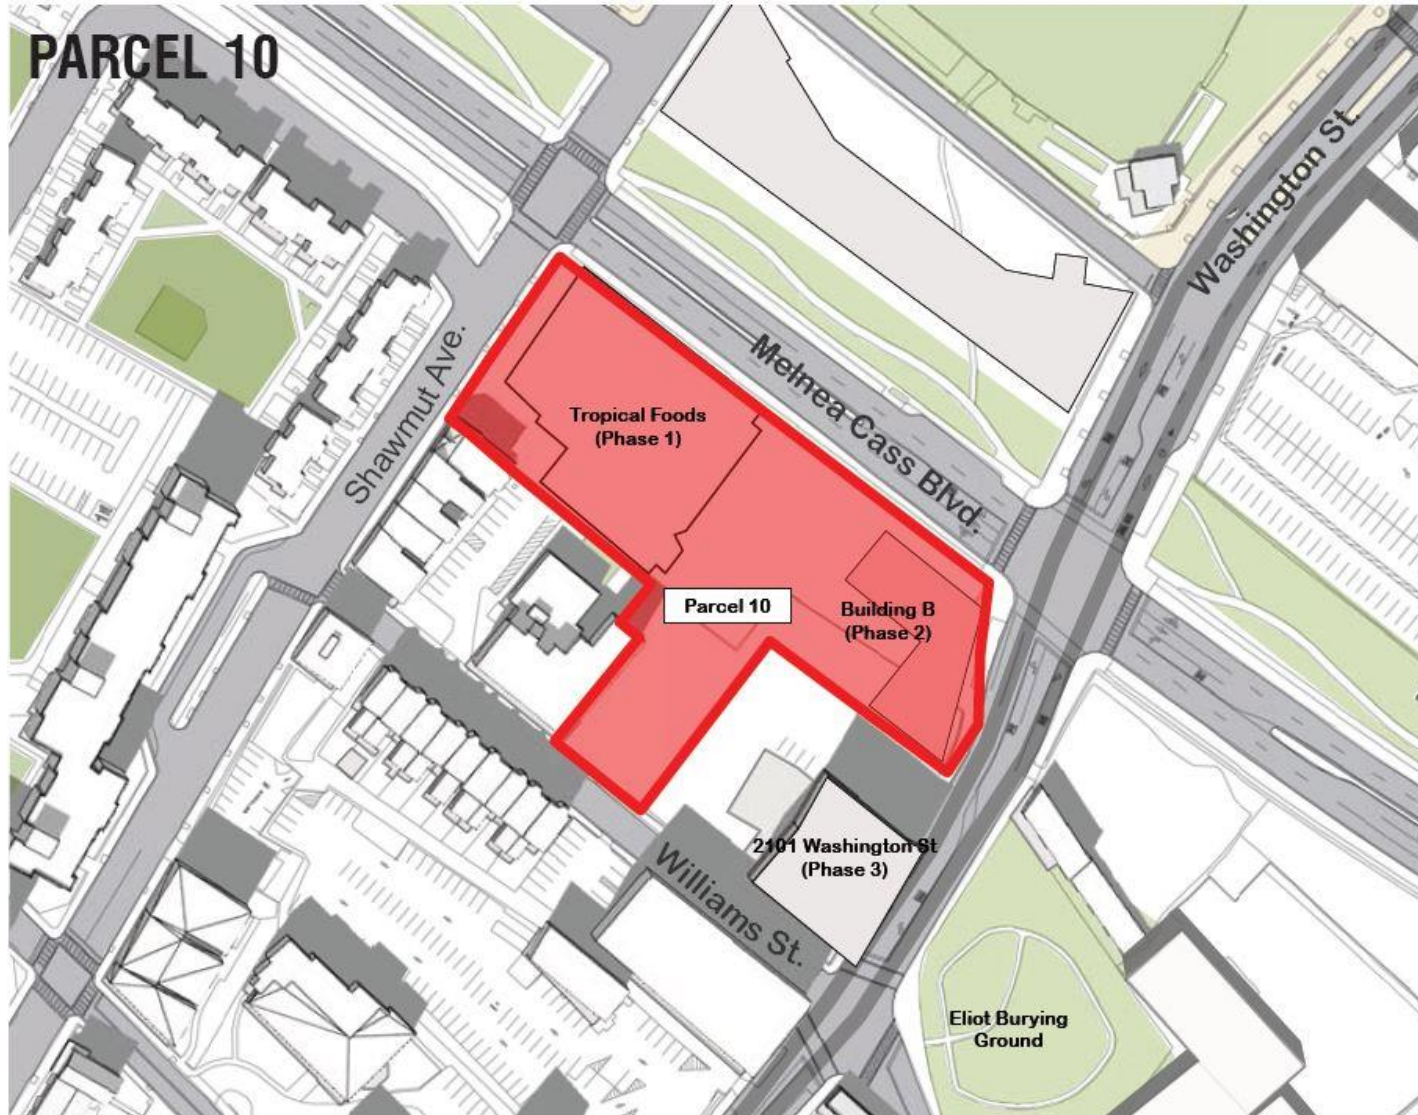 PARCEL 10
Washington St.
Shawmut Ave.
Melnea Cass Blvd.
Tropical Foods
(Phase 1)
Parcel 10
Building B
(Phase 2)
2101 Washington St
(Phase 3)
Williams St.
Eliot Burying
Ground